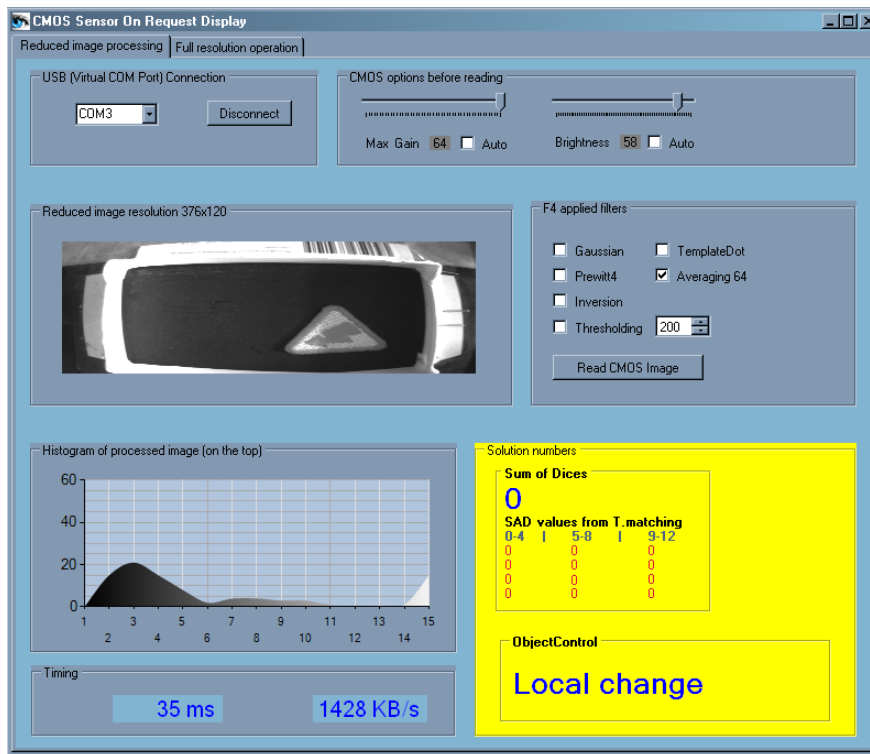 CMOS Sensor On Request Display
Reduced image processing Full resolution operation
USB (Virtual COM Port) Connection
COM3 Disconnect
CMOS options before reading
Max Gain 64 Auto Brightness 58 Auto
Reduced image resolution 376x120
F4 applied filters
Gaussian TemplateDot
Prewitt4 Averaging 64
Inversion
Thresholding 200
Read CMOS Image
Histogram of processed image (on the top)
60
40
20
0
1 3 5 7 9 11 13 15
2 4 6 8 10 12 14
Timing
35 ms 1428 KB/s
Solution numbers
Sum of Dices
0
SAD values from T.matching
0-4 | 5-8 | 9-12
0 0 0
0 0 0
0 0 0
0 0 0
ObjectControl
Local change